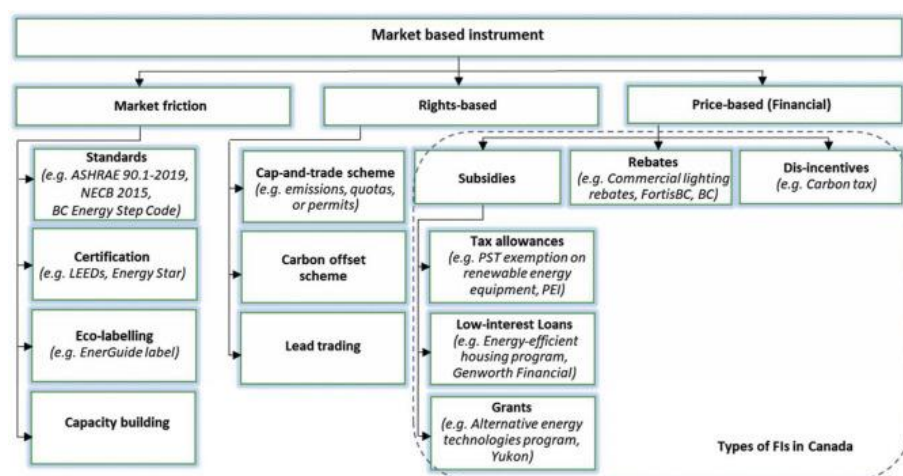 Market based instrument
Market friction
Rights-based
Price-based (Financial)
Standards
(e.g. ASHRAE 90.1-2019,
NECB 2015,
BC Energy Step Code)
Certification
(e.g. LEEDs, Energy Star)
Eco-labelling
(e.g. EnerGuide label)
Capacity building
Cap-and-trade scheme
(e.g. emissions, quotas,
or permits)
Carbon offset
scheme
Lead trading
Subsidies
Rebates
(e.g. Commercial lighting
rebates, FortisBC, BC)
Dis-incentives
(e.g. Carbon tax)
Tax allowances
(e.g. PST exemption on
renewable energy
equipment, PEI)
Low-interest Loans
(e.g. Energy-efficient
housing program,
Genworth Financial)
Grants
(e.g. Alternative energy
technologies program,
Yukon)
Types of FIs in Canada